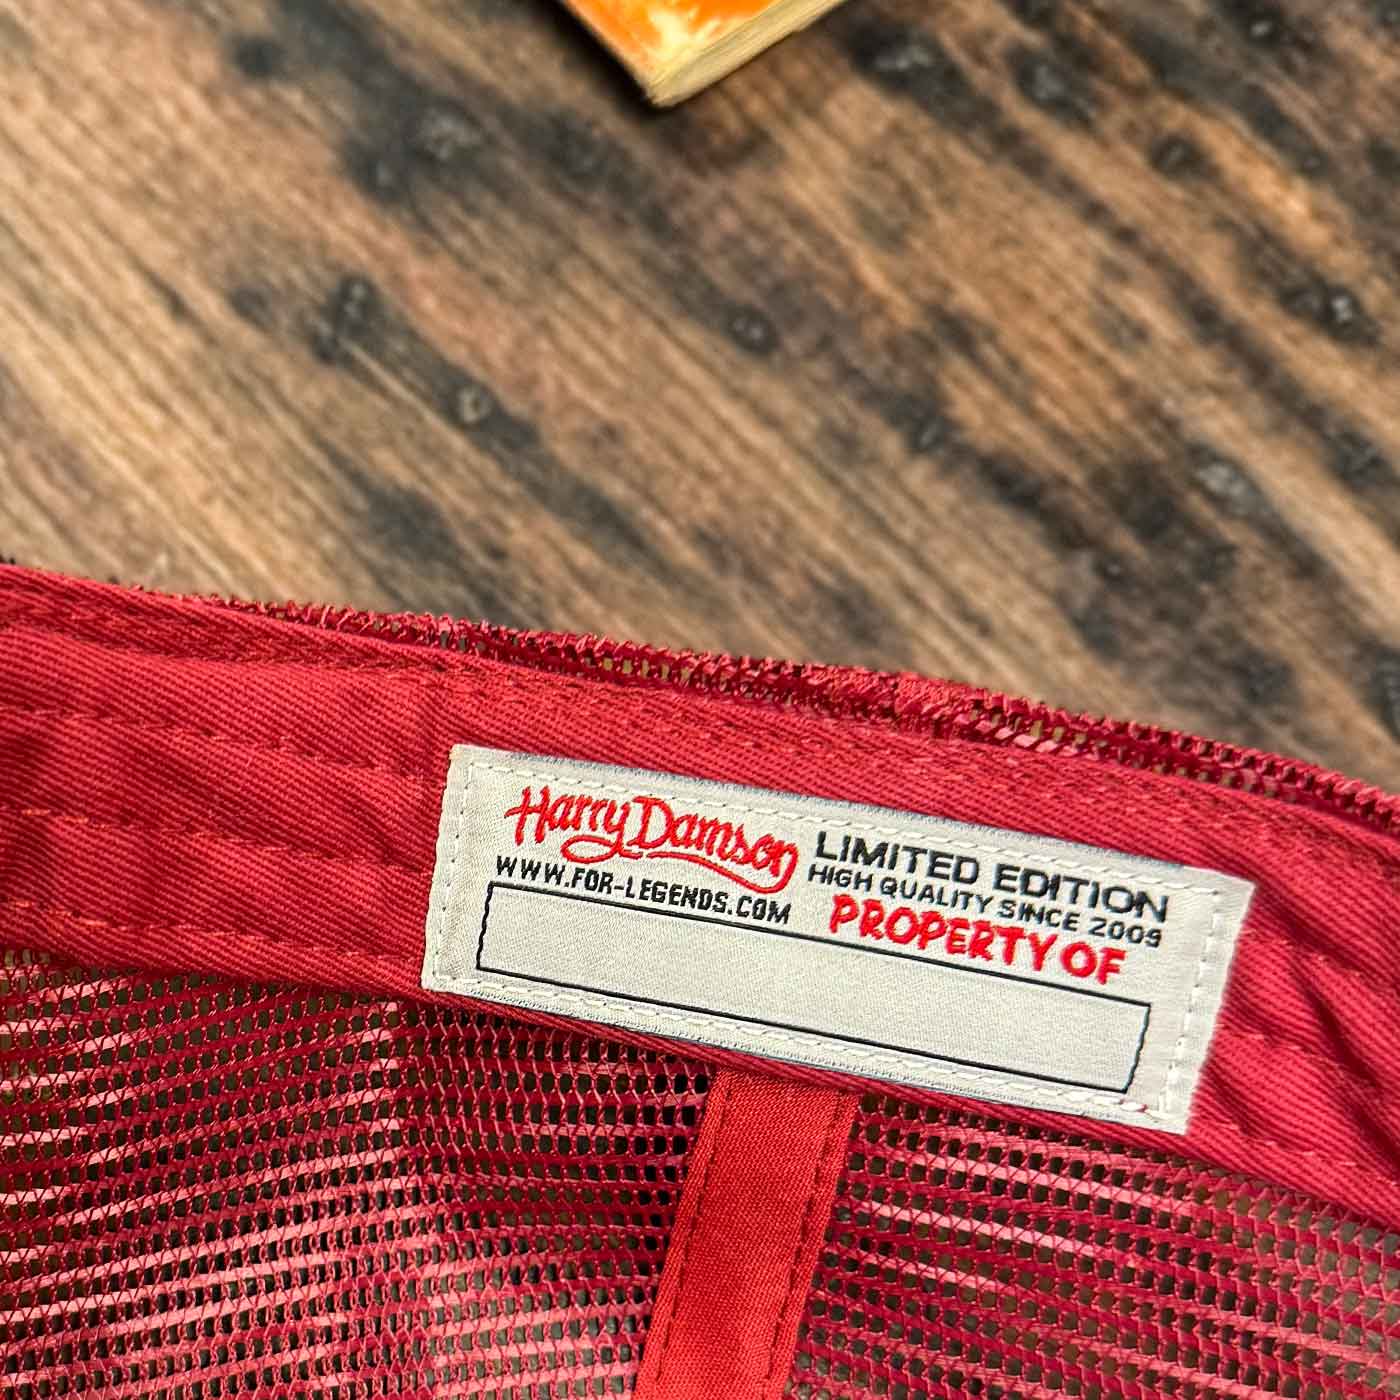 Harry Damson
WWW.FOR-LEGENDS.COM
LIMITED EDITION
HIGH QUALITY SINCE 2009
PROPERTY OF